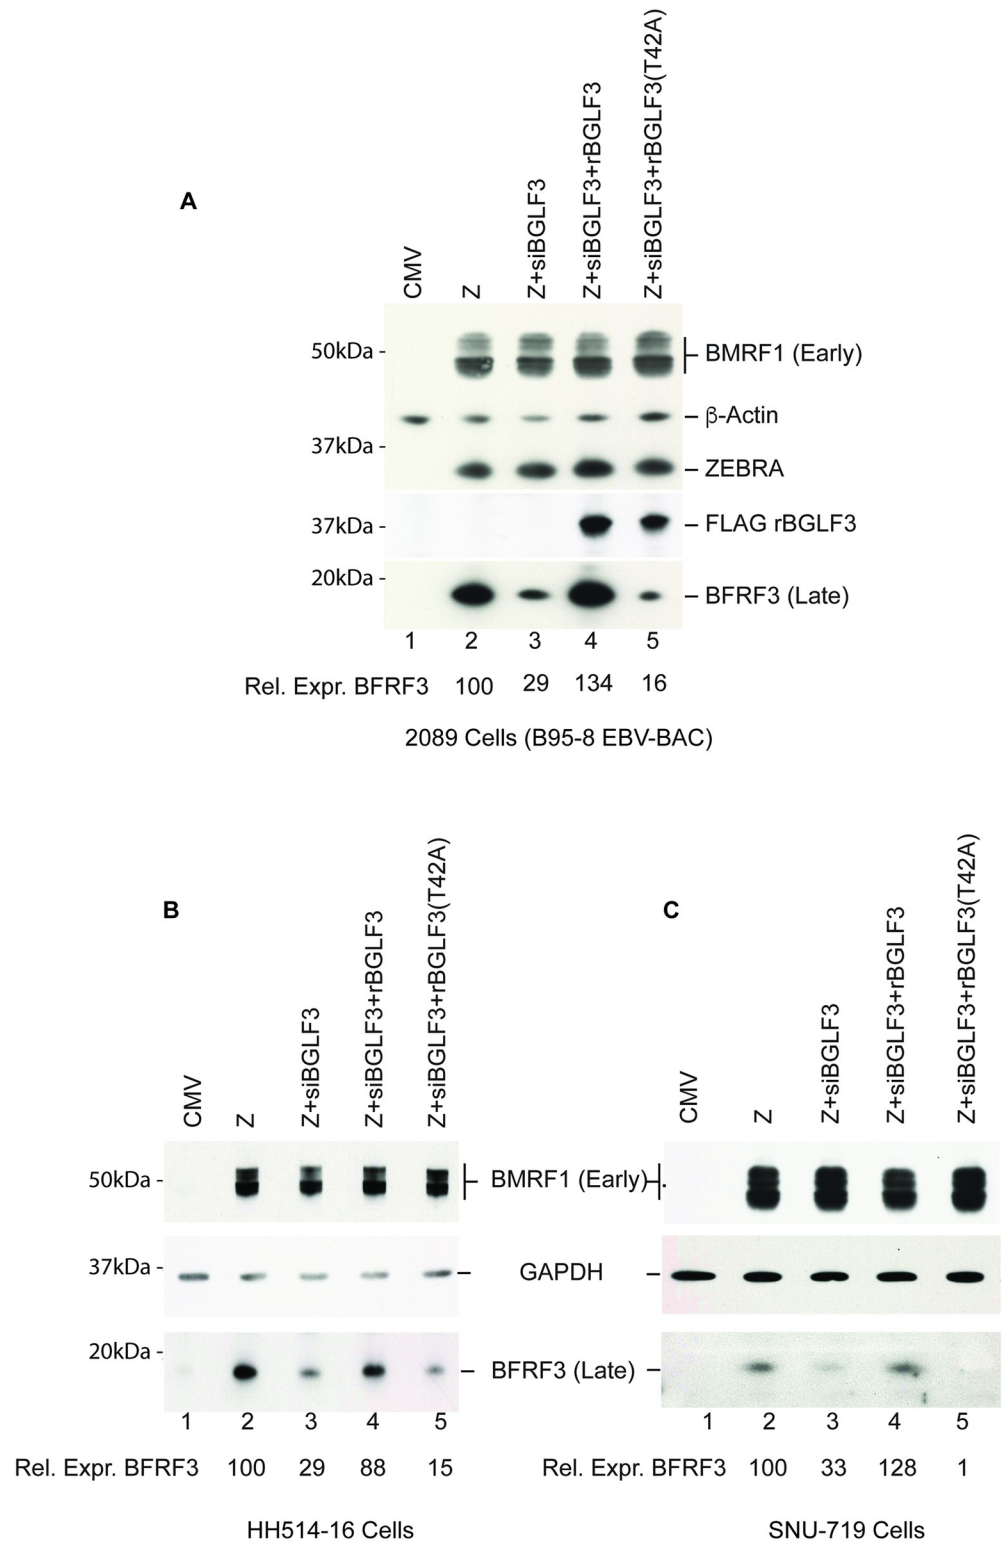 A
CMV
Z
Z+siBGLF3
Z+siBGLF3+rBGLF3
Z+siBGLF3+rBGLF3(T42A)
50kDa -
BMRF1 (Early)
β-Actin
37kDa -
ZEBRA
37kDa -
FLAG rBGLF3
20kDa -
BFRF3 (Late)
1 2 3 4 5
Rel. Expr. BFRF3 100 29 134 16
2089 Cells (B95-8 EBV-BAC)
B
CMV
Z
Z+siBGLF3
Z+siBGLF3+rBGLF3
Z+siBGLF3+rBGLF3(T42A)
C
CMV
Z
Z+siBGLF3
Z+siBGLF3+rBGLF3
Z+siBGLF3+rBGLF3(T42A)
50kDa -
BMRF1 (Early)
37kDa -
GAPDH
20kDa -
BFRF3 (Late)
1 2 3 4 5
Rel. Expr. BFRF3 100 29 88 15
HH514-16 Cells
1 2 3 4 5
Rel. Expr. BFRF3 100 33 128 1
SNU-719 Cells